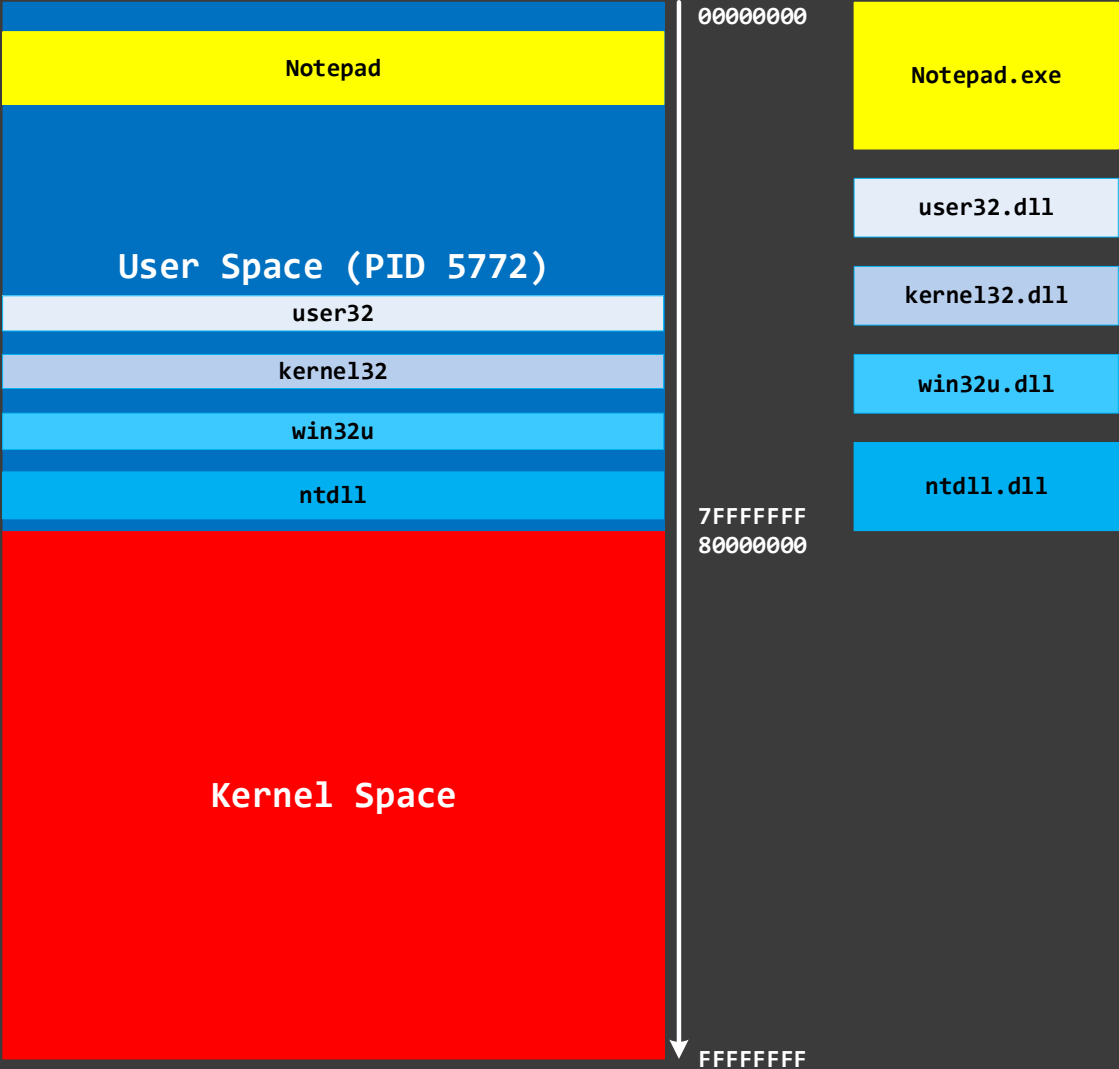 Notepad
User Space (PID 5772)
user32
kernel32
win32u
ntdll
Kernel Space
00000000
7FFFFFFF
80000000
FFFFFFFF
Notepad.exe
user32.dll
kernel32.dll
win32u.dll
ntdll.dll